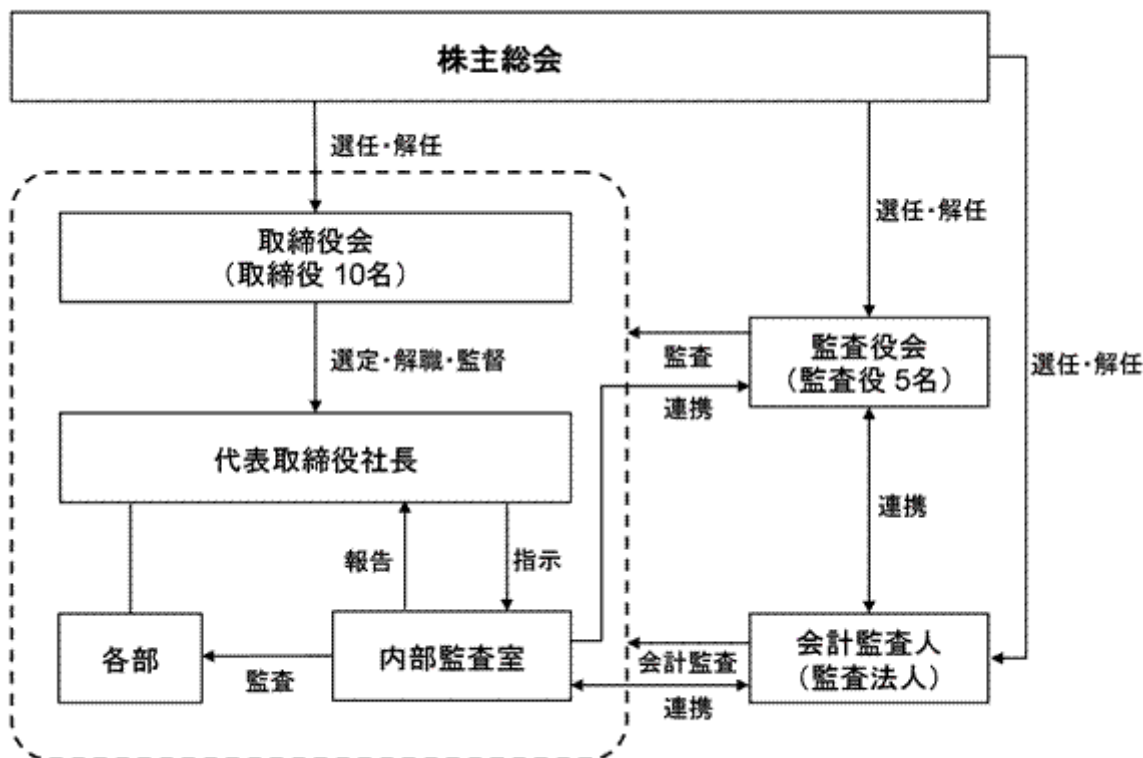 株主総会
選任・解任
選任・解任
選任・解任
取締役会
（取締役 10名）
選定・解職・監督
監査
連携
監査役会
（監査役 5名）
代表取締役社長
報告
指示
連携
各部
監査
内部監査室
会計監査
連携
会計監査人
（監査法人）